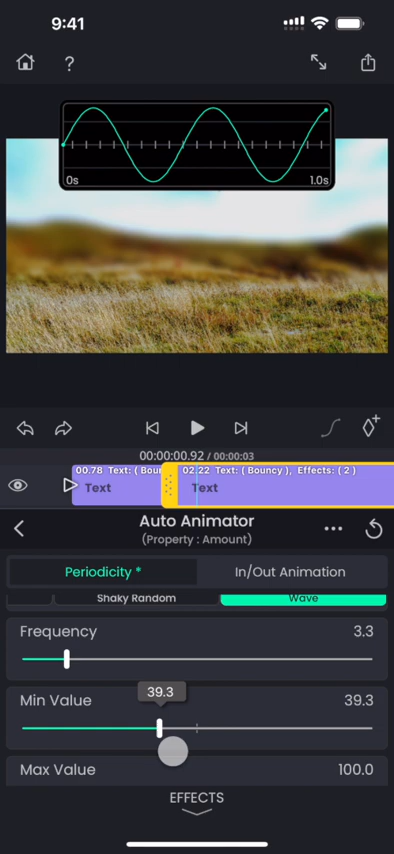 9:41
?
0s 1.0s
00:00:00.92 / 00:00:03
00.78 Text: ( Boun 02.22 Text: ( Bouncy ), Effects: ( 2 )
Text Text
Auto Animator
(Property : Amount)
Periodicity * In/Out Animation
Shaky Random Wave
Frequency 3.3
39.3
Min Value 39.3
Max Value 100.0
EFFECTS